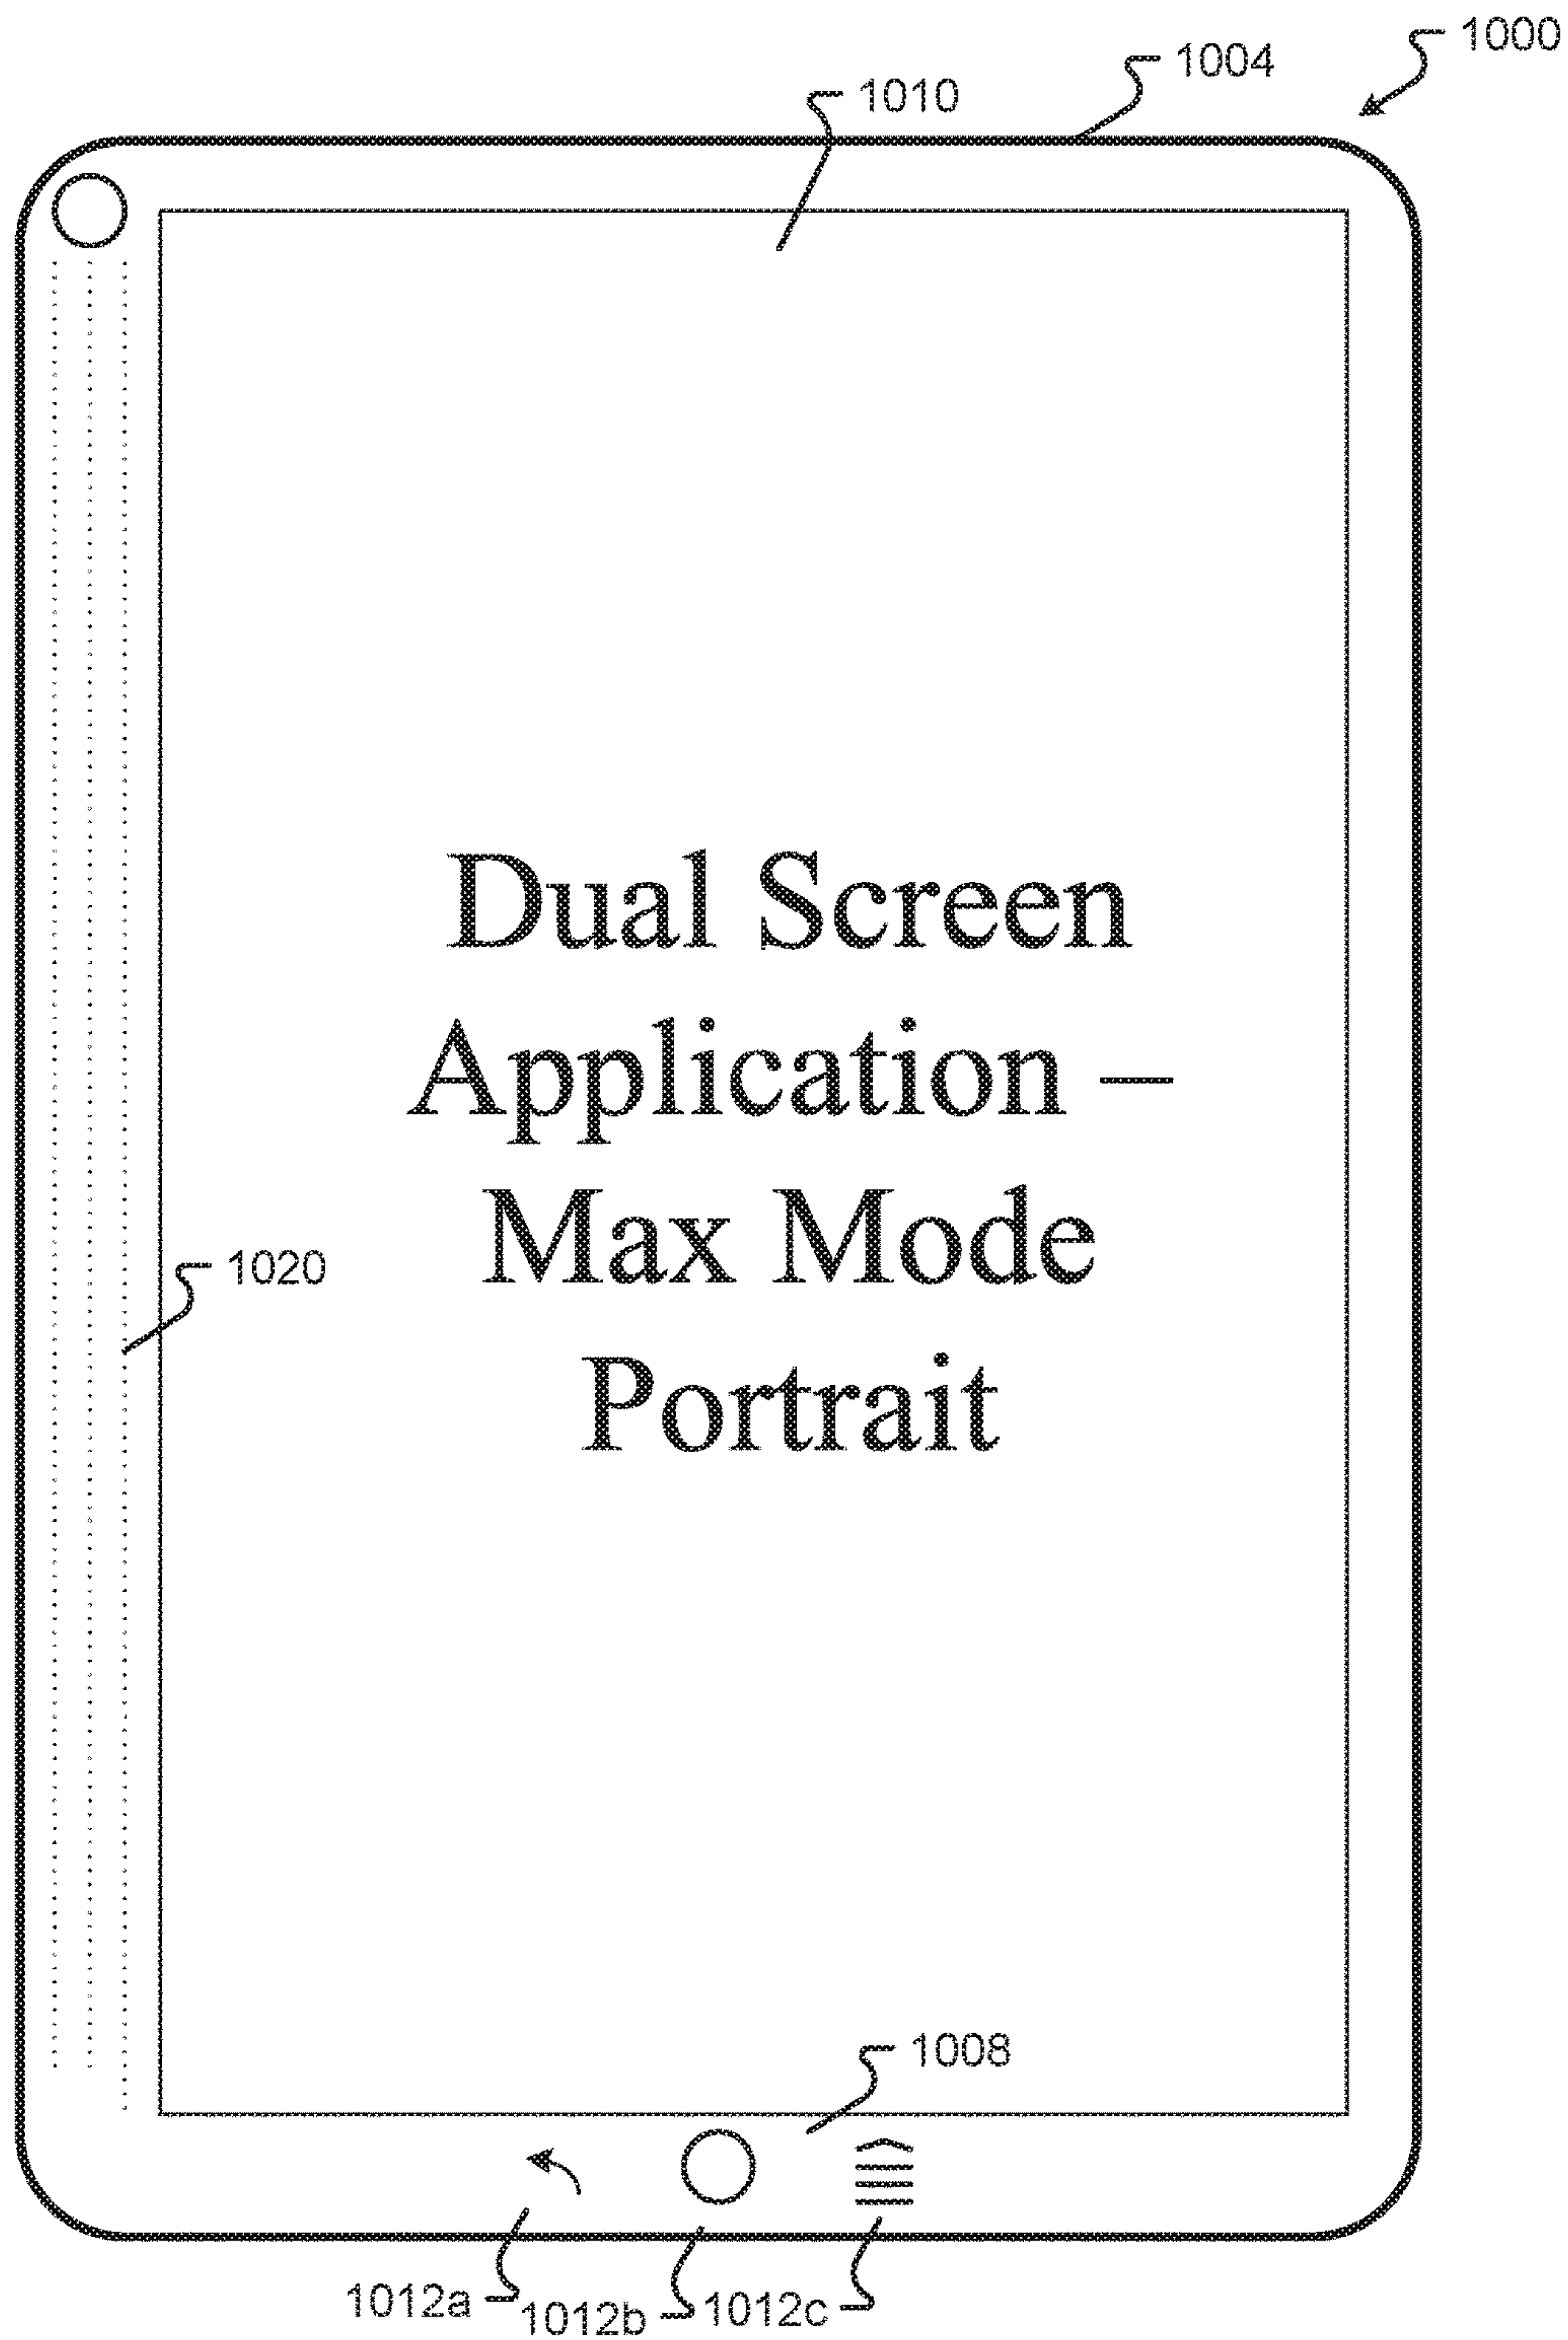 1000
1004
1010
Dual Screen
Application –
Max Mode
Portrait
1020
1008
1012a
1012b
1012c